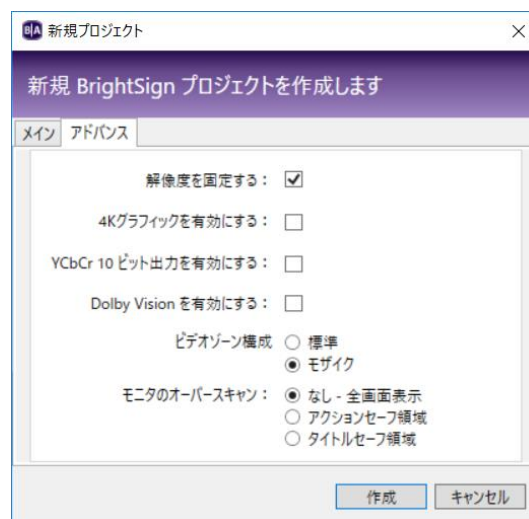 B|A 新規プロジェクト
新規 BrightSign プロジェクトを作成します
メイン アドバンス
解像度を固定する：
4Kグラフィックを有効にする：
YCbCr 10 ビット出力を有効にする：
Dolby Vision を有効にする：
ビデオゾーン構成 標準
モザイク
モニタのオーバースキャン： なし - 全画面表示
アクションセーフ領域
タイトルセーフ領域
作成 キャンセル